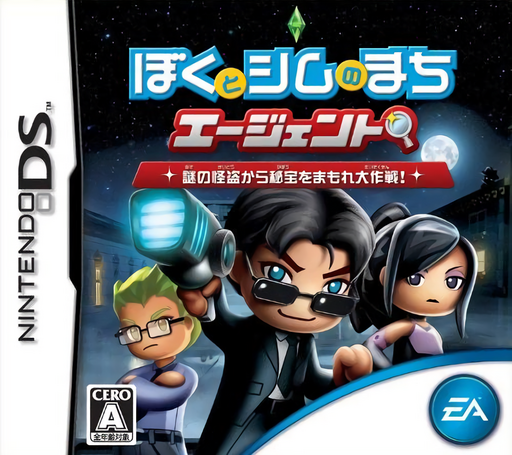 ぼくとシムのまち
エージェント
謎の怪盗から秘宝をまもれ大作戦!
NINTENDO DS™
CERO
A
全年齢対象
EA